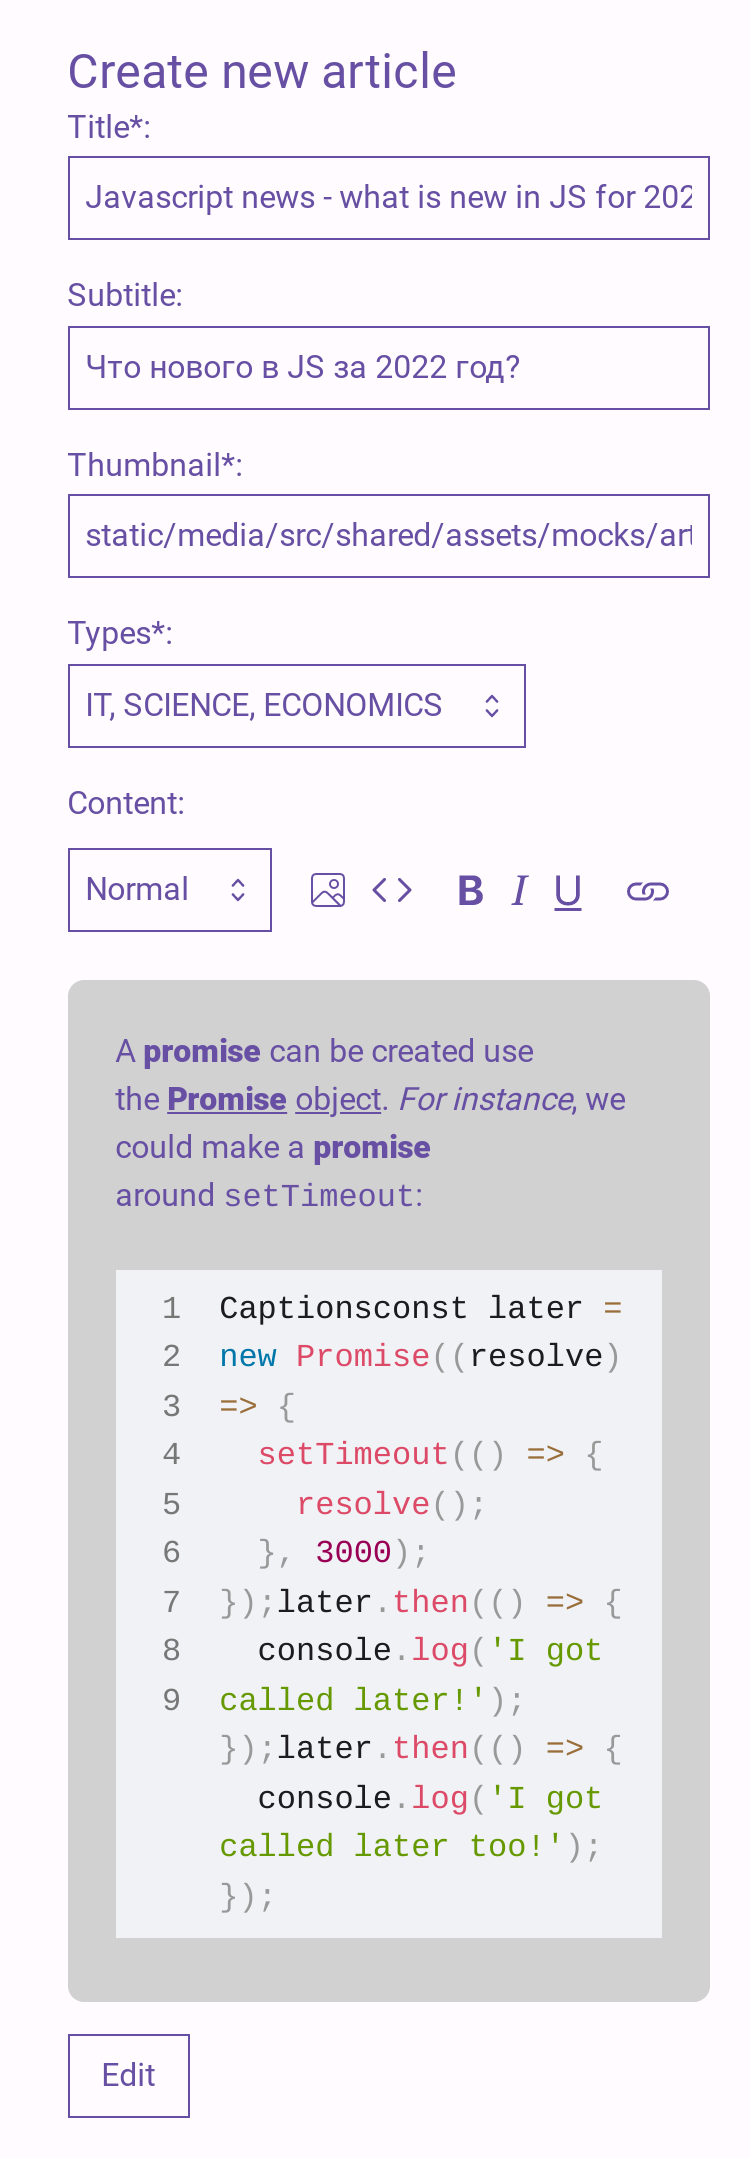 Create new article
Title*:
Javascript news - what is new in JS for 202
Subtitle:
Что нового в JS за 2022 год?
Thumbnail*:
static/media/src/shared/assets/mocks/art
Types*:
IT, SCIENCE, ECONOMICS
Content:
Normal B I U
A promise can be created use
the Promise object. For instance, we
could make a promise
around setTimeout:
1 Captionsconst later =
2 new Promise((resolve)
3 => {
4 setTimeout(() => {
5 resolve();
6 }, 3000);
7 });later.then(() => {
8 console.log('I got
9 called later!');
});later.then(() => {
console.log('I got
called later too!');
});
Edit